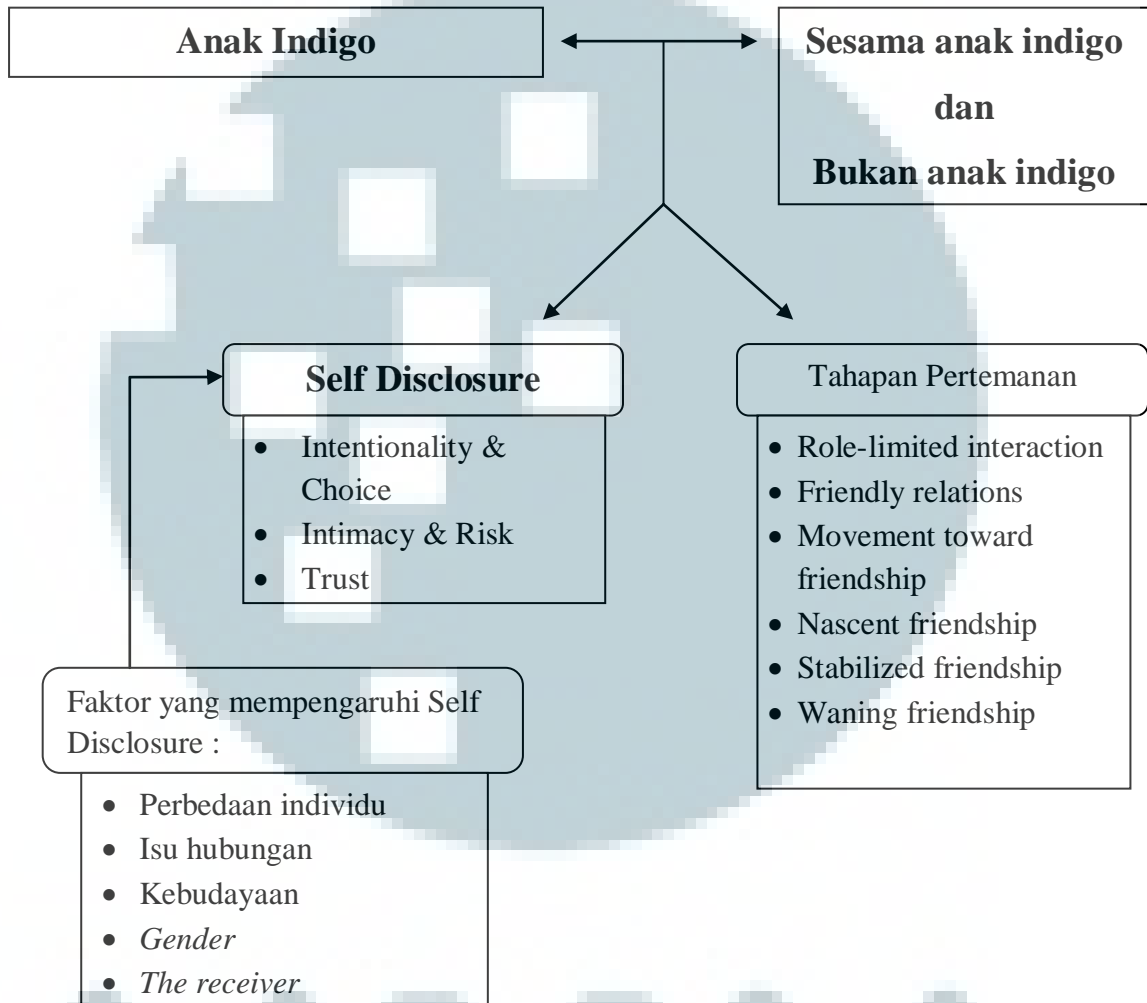 Anak Indigo
Sesama anak indigo
dan
Bukan anak indigo
Self Disclosure
• Intentionality &
Choice
• Intimacy & Risk
• Trust
Tahapan Pertemanan
• Role-limited interaction
• Friendly relations
• Movement toward
friendship
• Nascent friendship
• Stabilized friendship
• Waning friendship
Faktor yang mempengaruhi Self
Disclosure :
• Perbedaan individu
• Isu hubungan
• Kebudayaan
• Gender
• The receiver